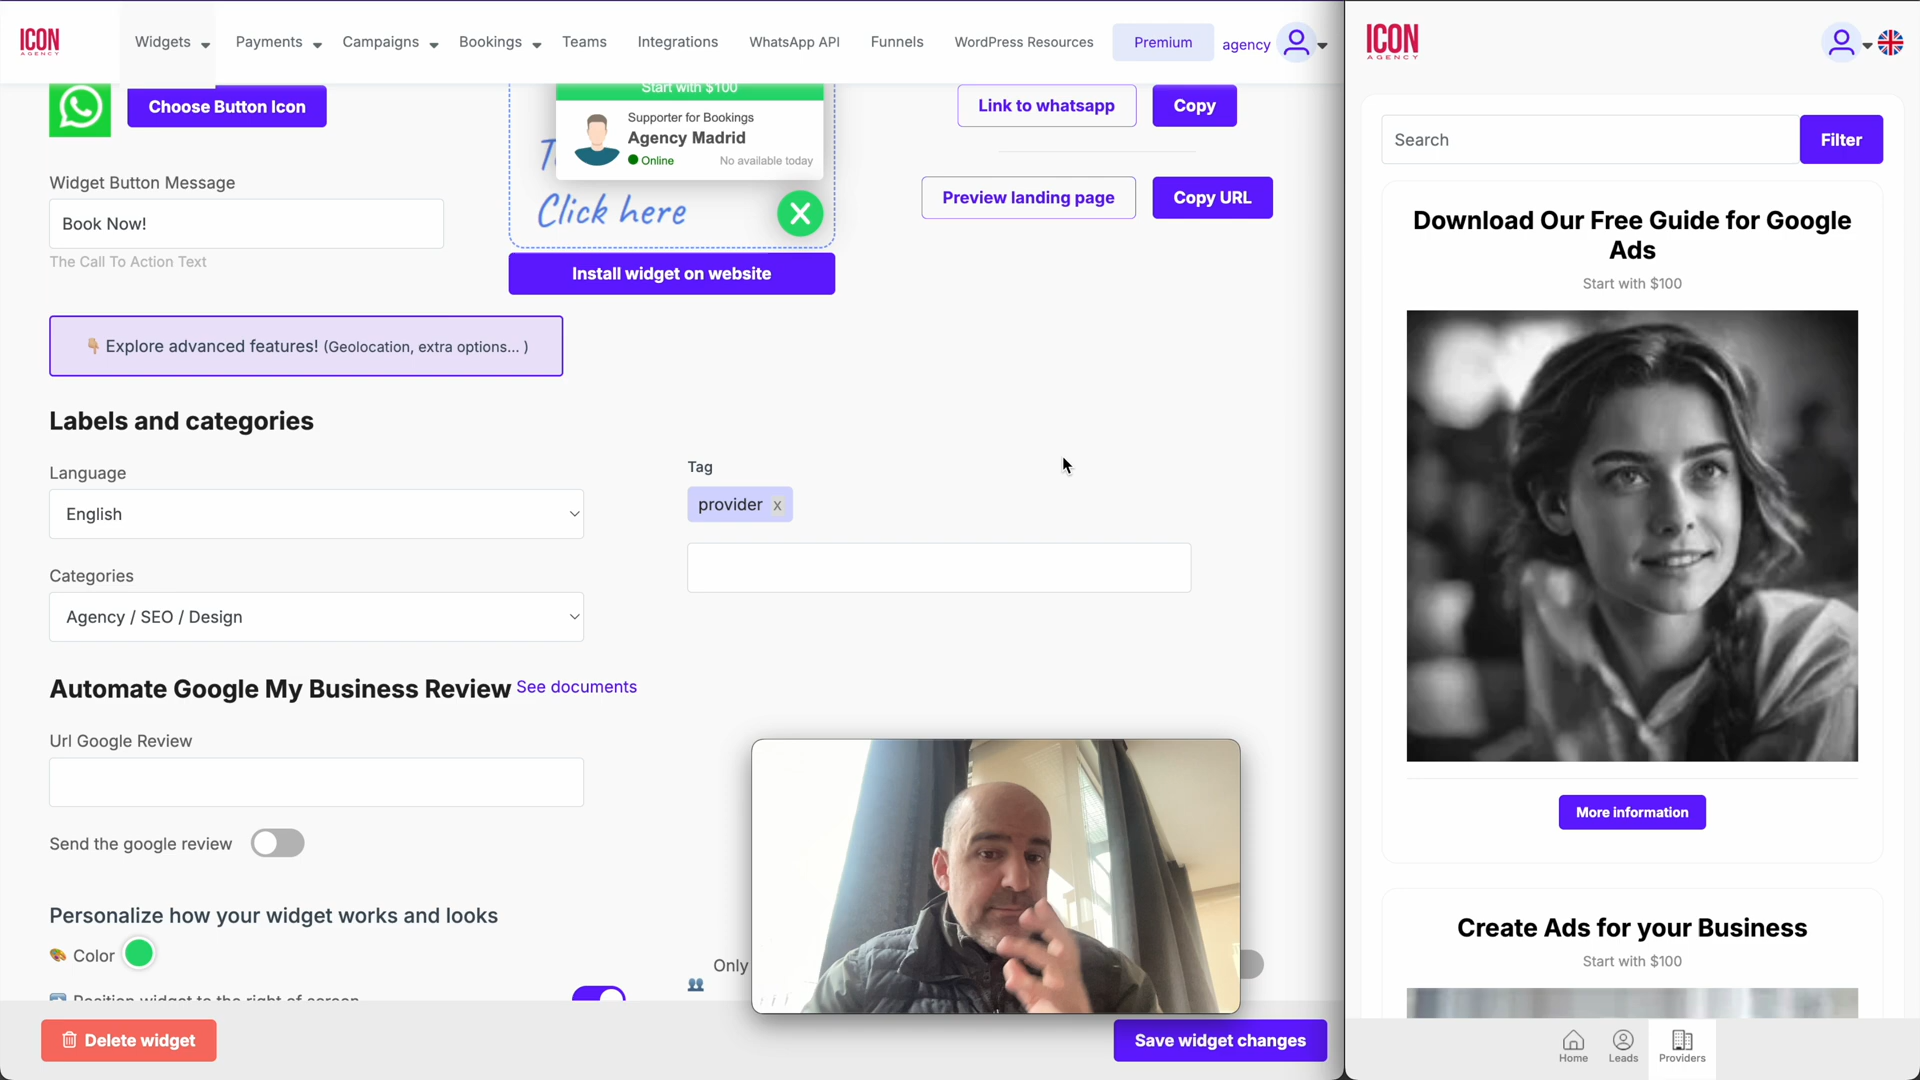 ICON
AGENCY
Widgets
Payments
Campaigns
Bookings
Teams
Integrations
WhatsApp API
Funnels
WordPress Resources
Premium
agency
Choose Button Icon
Widget Button Message
Book Now!
The Call To Action Text
Start with $100
Supporter for Bookings
Agency Madrid
Online
No available today
Click here
Install widget on website
Link to whatsapp
Copy
Preview landing page
Copy URL
👇🏽 Explore advanced features! (Geolocation, extra options... )
Labels and categories
Language
English
Categories
Agency / SEO / Design
Tag
provider x
Automate Google My Business Review See documents
Url Google Review
Send the google review
Personalize how your widget works and looks
🎨 Color
Position widget to the right of screen
Only
Delete widget
Save widget changes
ICON
AGENCY
Search
Filter
Download Our Free Guide for Google
Ads
Start with $100
More information
Create Ads for your Business
Start with $100
Home
Leads
Providers